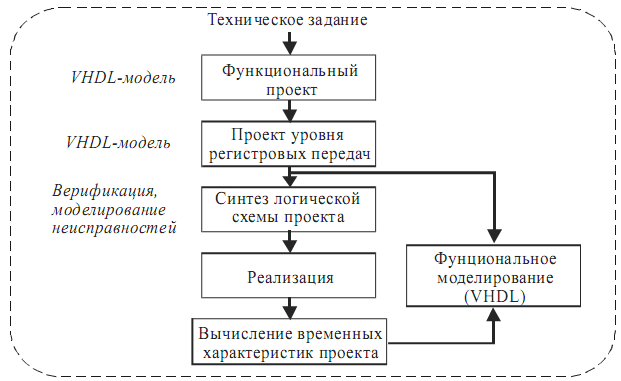 Техническое задание
VHDL-модель
Функциональный
проект
VHDL-модель
Проект уровня
регистровых передач
Верификация,
моделирование
неисправностей
Синтез логической
схемы проекта
Реализация
Фунциональное
моделирование
(VHDL)
Вычисление временных
характеристик проекта